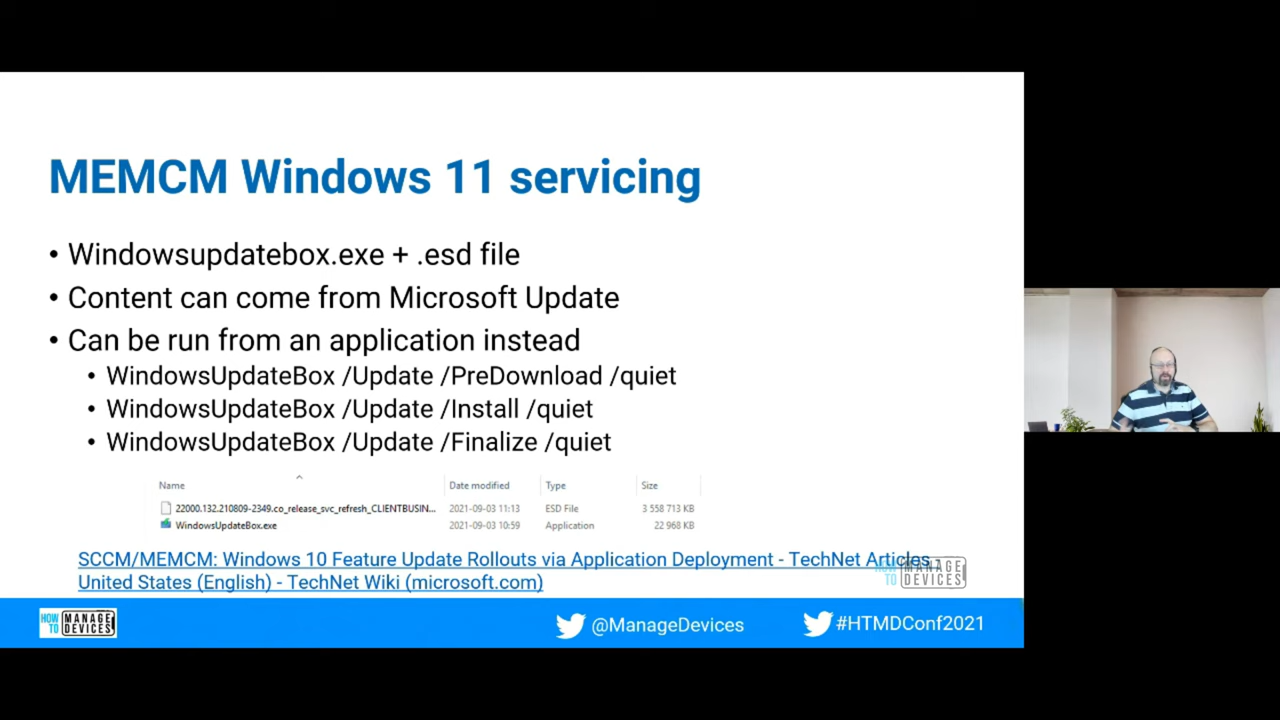 MEMCM Windows 11 servicing
• Windowsupdatebox.exe + .esd file
• Content can come from Microsoft Update
• Can be run from an application instead
• WindowsUpdateBox /Update /PreDownload /quiet
• WindowsUpdateBox /Update /Install /quiet
• WindowsUpdateBox /Update /Finalize /quiet
Name Date modified Type Size
22000.132.210809-2349.co_release_svc_refresh_CLIENTBUSIN... 2021-09-03 11:13 ESD File 3 558 713 KB
WindowsUpdateBox.exe 2021-09-03 10:59 Application 22 968 KB
SCCM/MEMCM: Windows 10 Feature Update Rollouts via Application Deployment - TechNet Articles -
United States (English) - TechNet Wiki (microsoft.com)
HOW TO MANAGE DEVICES
HOW TO MANAGE DEVICES
@ManageDevices
#HTMDConf2021